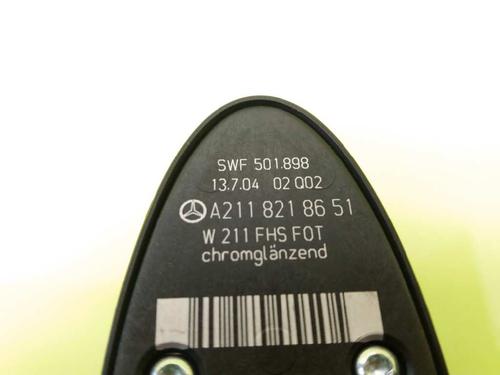 SWF 501.898
13.7.04 02 Q02
A211 821 86 51
W 211 FHS FOT
chromglänzend